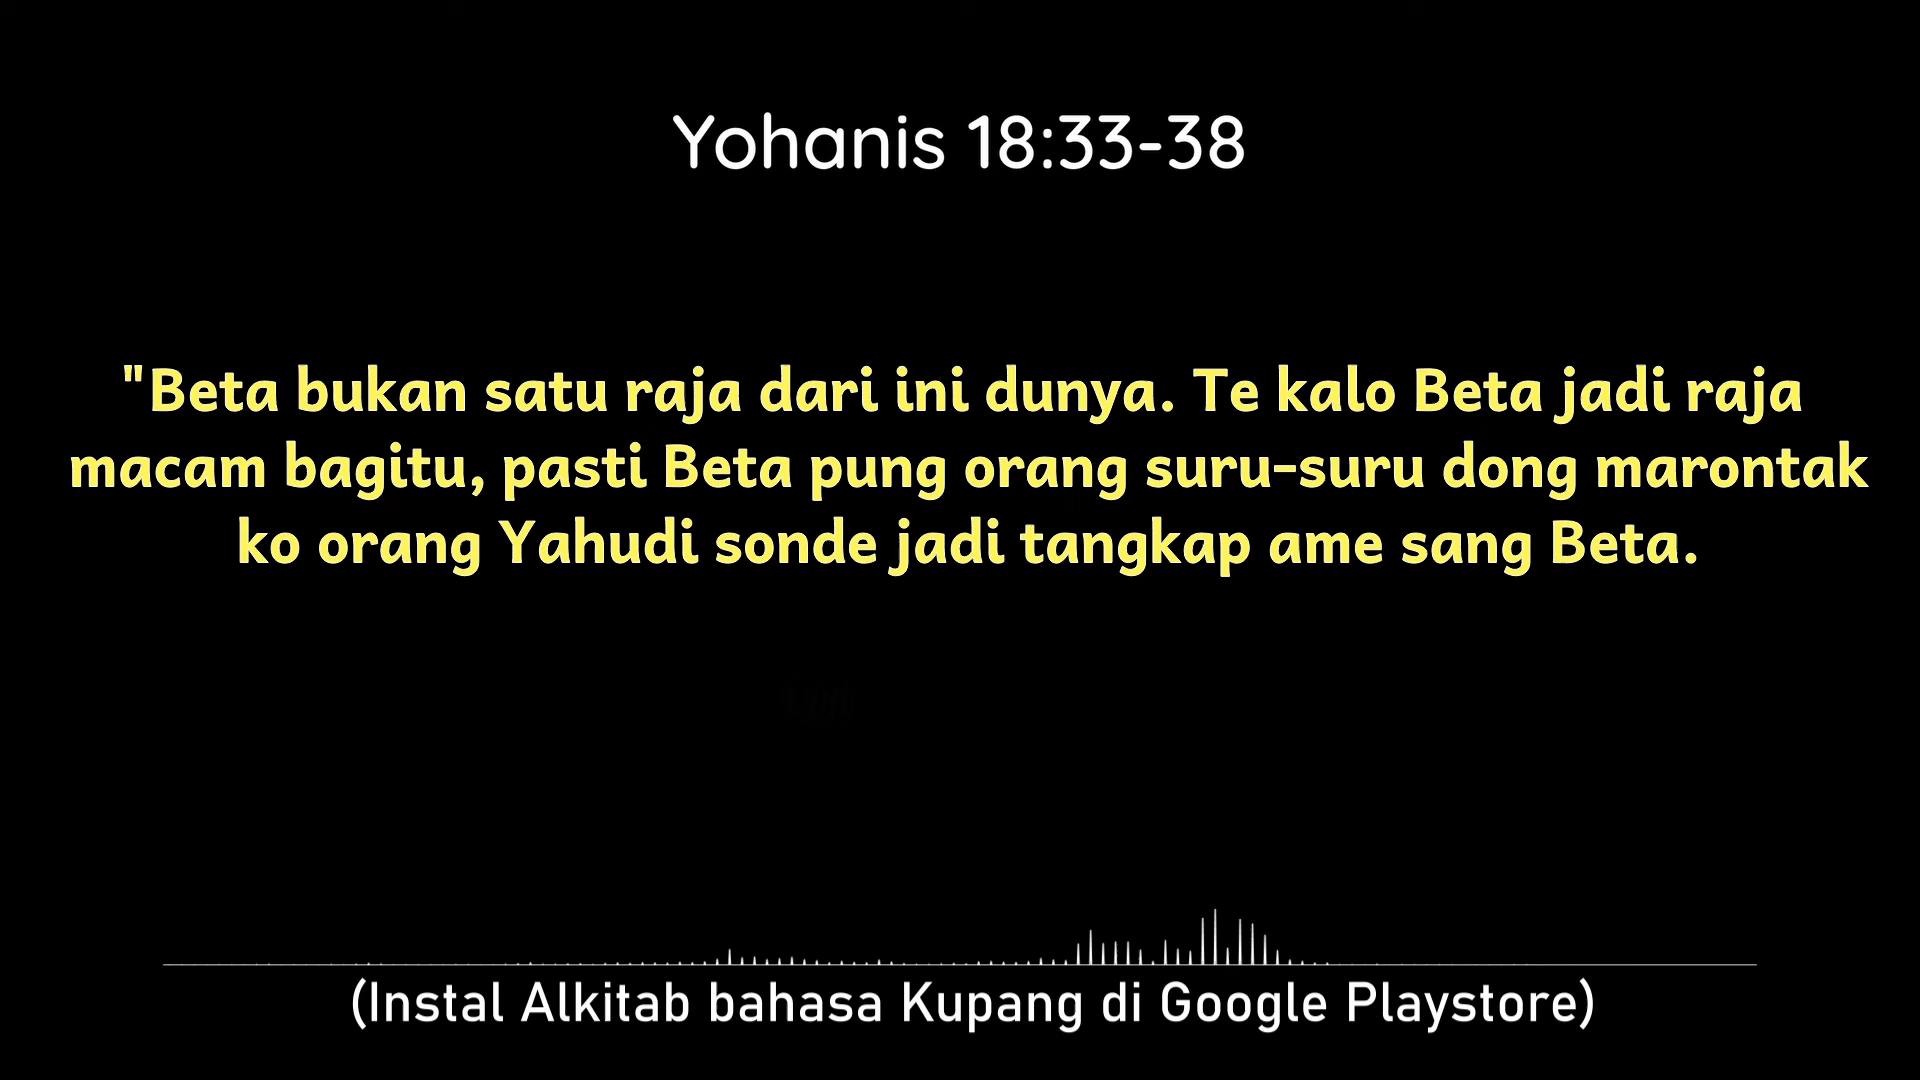 Yohanis 18:33-38
"Beta bukan satu raja dari ini dunya. Te kalo Beta jadi raja
macam bagitu, pasti Beta pung orang suru-suru dong marontak
ko orang Yahudi sonde jadi tangkap ame sang Beta.
(Instal Alkitab bahasa Kupang di Google Playstore)